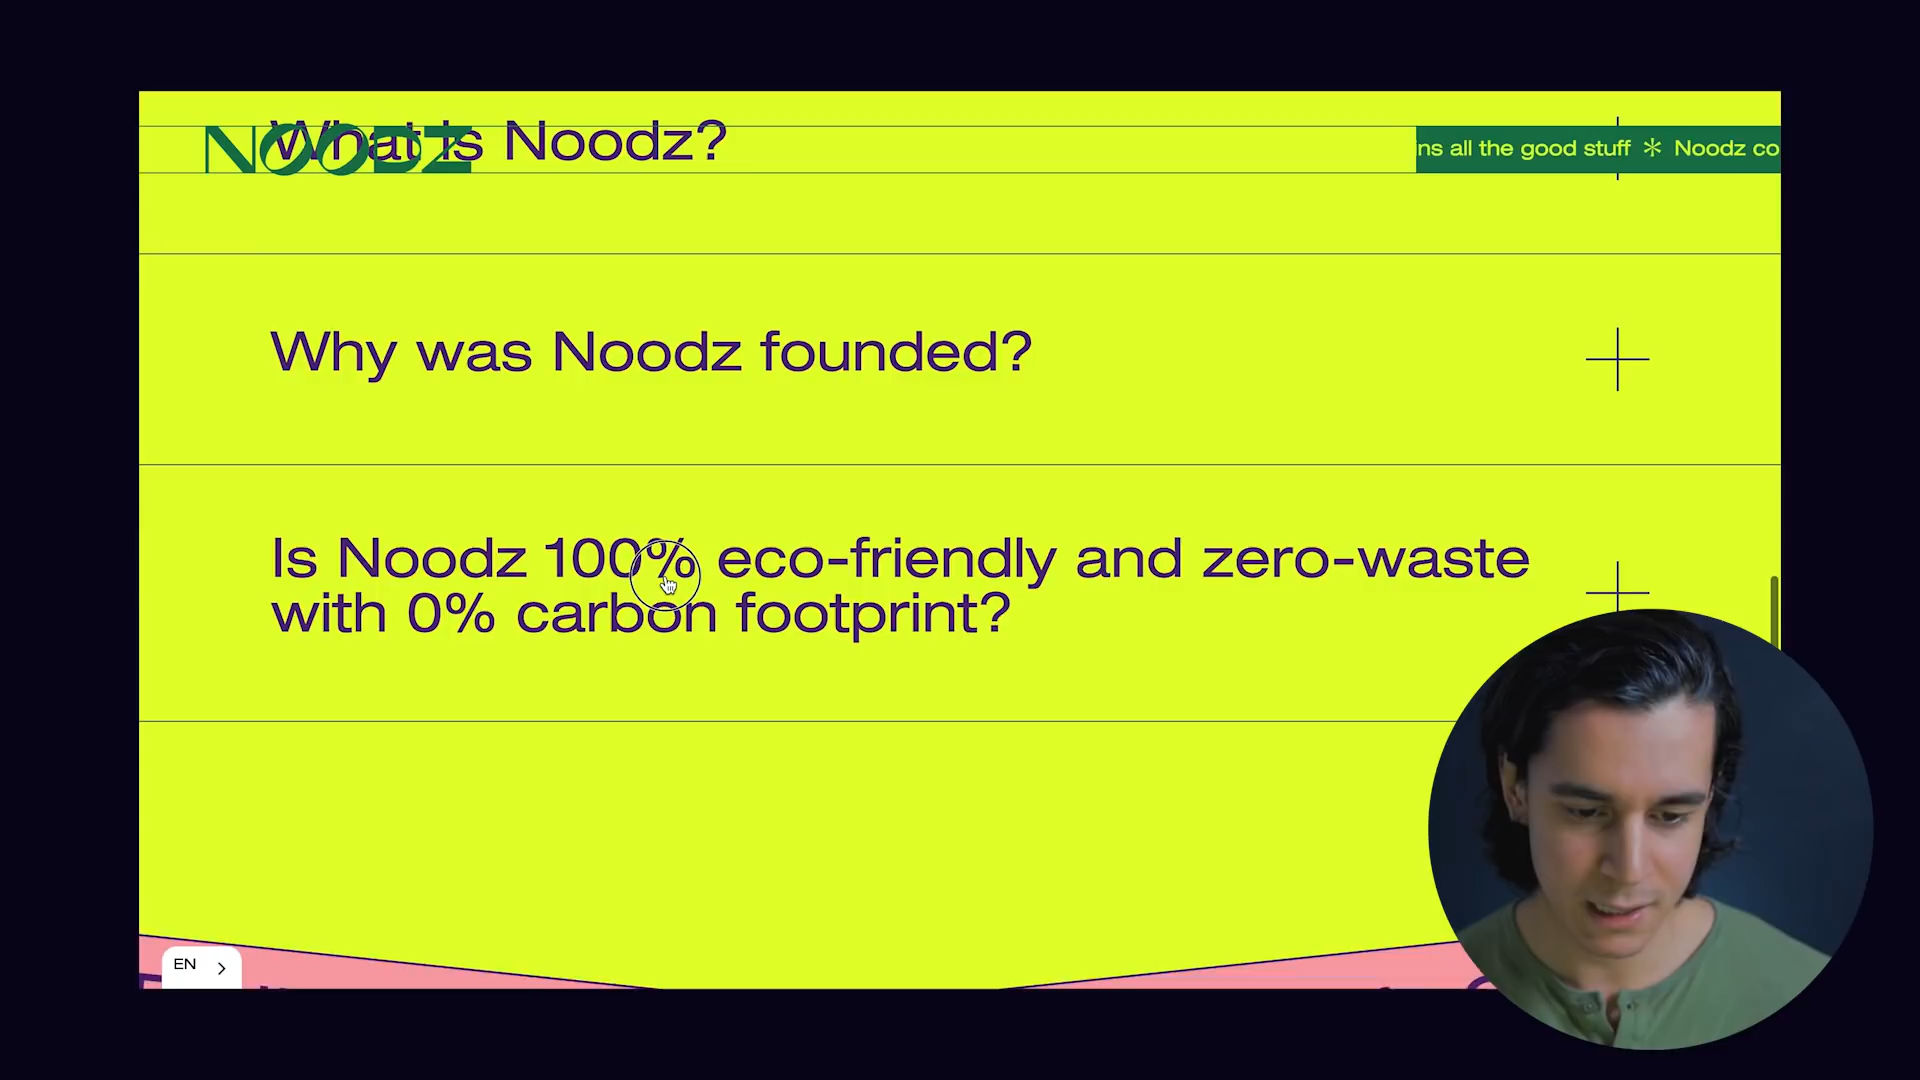 What is Noodz?
NOODZ
ns all the good stuff ✳ Noodz co
Why was Noodz founded?
Is Noodz 100% eco-friendly and zero-waste
with 0% carbon footprint?
EN